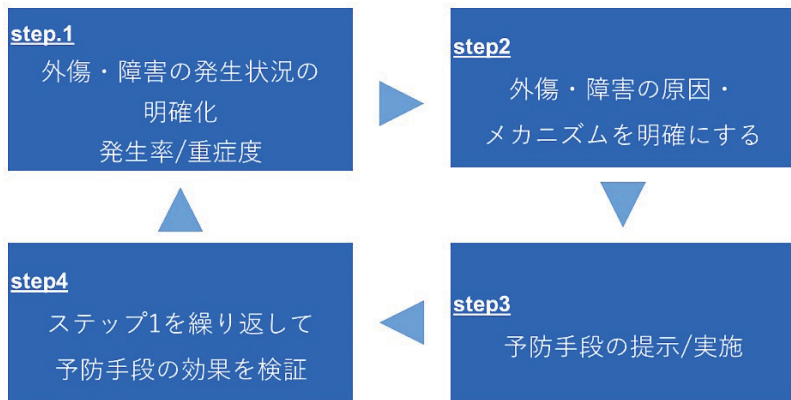 step.1
外傷・障害の発生状況の
明確化
発生率/重症度
step2
外傷・障害の原因・
メカニズムを明確にする
step3
予防手段の提示/実施
step4
ステップ1を繰り返して
予防手段の効果を検証